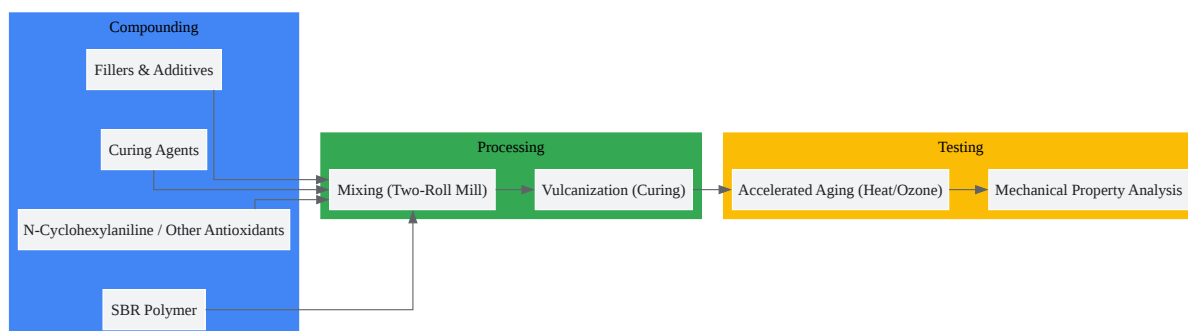 Compounding
Fillers & Additives
Curing Agents
N-Cyclohexylaniline / Other Antioxidants
SBR Polymer
Processing
Mixing (Two-Roll Mill)
Vulcanization (Curing)
Testing
Accelerated Aging (Heat/Ozone)
Mechanical Property Analysis